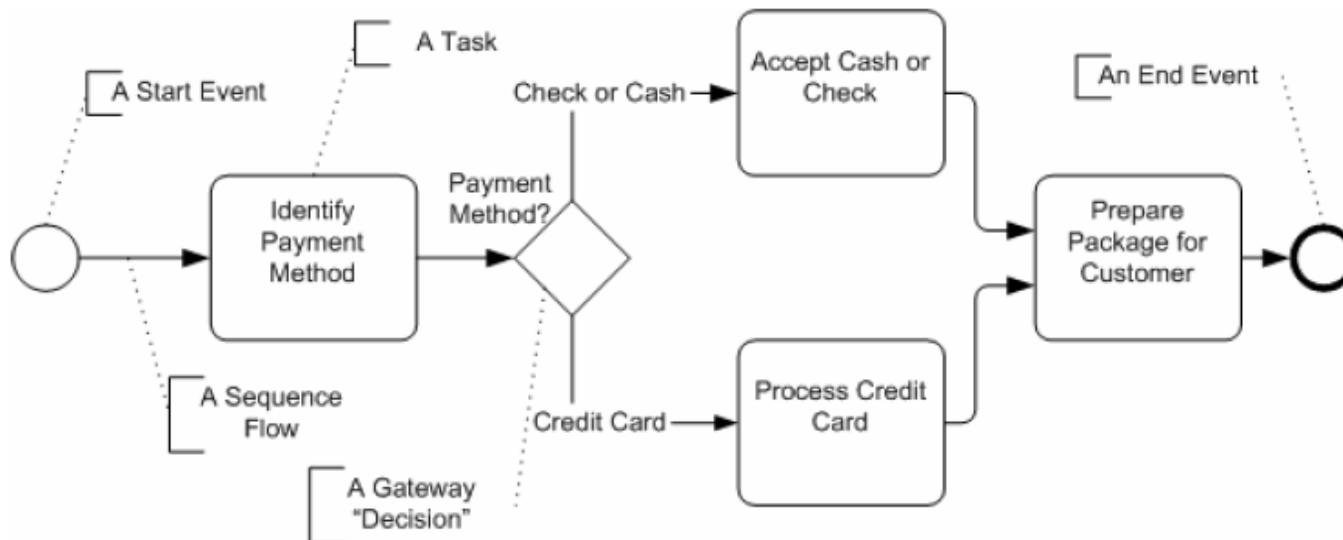 A Task
A Start Event
Accept Cash or
Check
An End Event
Check or Cash
Payment
Method?
Identify
Payment
Method
Prepare
Package for
Customer
A Sequence
Flow
Process Credit
Card
Credit Card
A Gateway
“Decision”